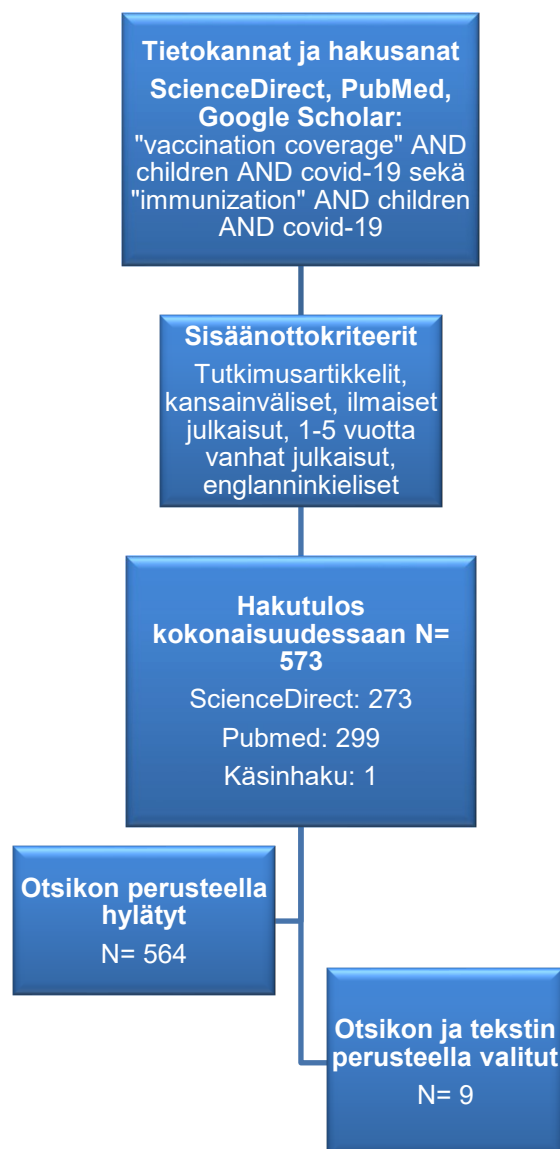 Tietokannat ja hakusanat
ScienceDirect, PubMed,
Google Scholar:
"vaccination coverage" AND
children AND covid-19 sekä
"immunization" AND children
AND covid-19
Sisäänottokriteerit
Tutkimusartikkelit,
kansainväliset, ilmaiset
julkaisut, 1-5 vuotta
vanhat julkaisut,
englanninkieliset
Hakutulos
kokonaisuudessaan N=
573
ScienceDirect: 273
Pubmed: 299
Käsinhaku: 1
Otsikon perusteella
hylätyt
N= 564
Otsikon ja tekstin
perusteella valitut
N= 9